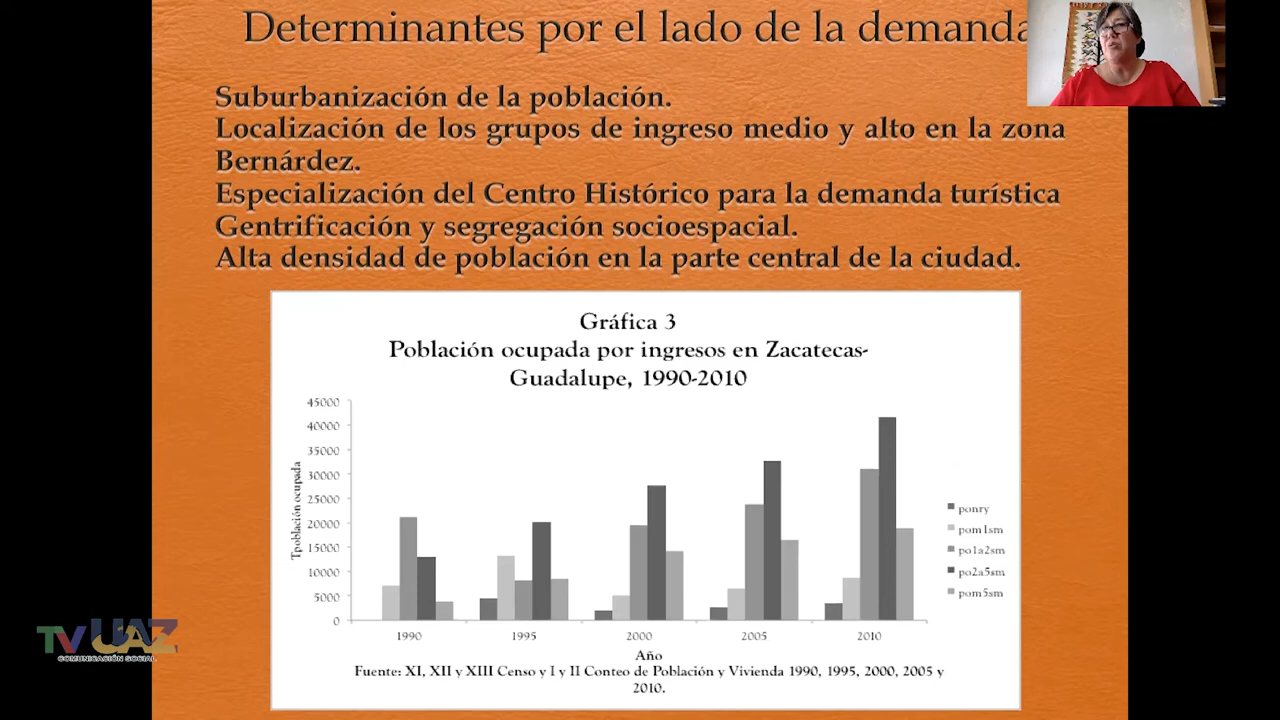 Determinantes por el lado de la demanda
Suburbanización de la población.
Localización de los grupos de ingreso medio y alto en la zona
Bernárdez.
Especialización del Centro Histórico para la demanda turística
Gentrificación y segregación socioespacial.
Alta densidad de población en la parte central de la ciudad.
Gráfica 3
Población ocupada por ingresos en Zacatecas-
Guadalupe, 1990-2010
45000
40000
35000
30000
25000
20000
15000
10000
5000
0
Tpoblación ocupada
1990 1995 2000 2005 2010
Año
ponry
pom1sm
po1a2sm
po2a5sm
pom5sm
Fuente: XI, XII y XIII Censo y I y II Conteo de Población y Vivienda 1990, 1995, 2000, 2005 y
2010.
TVUAZ
COMUNICACIÓN SOCIAL